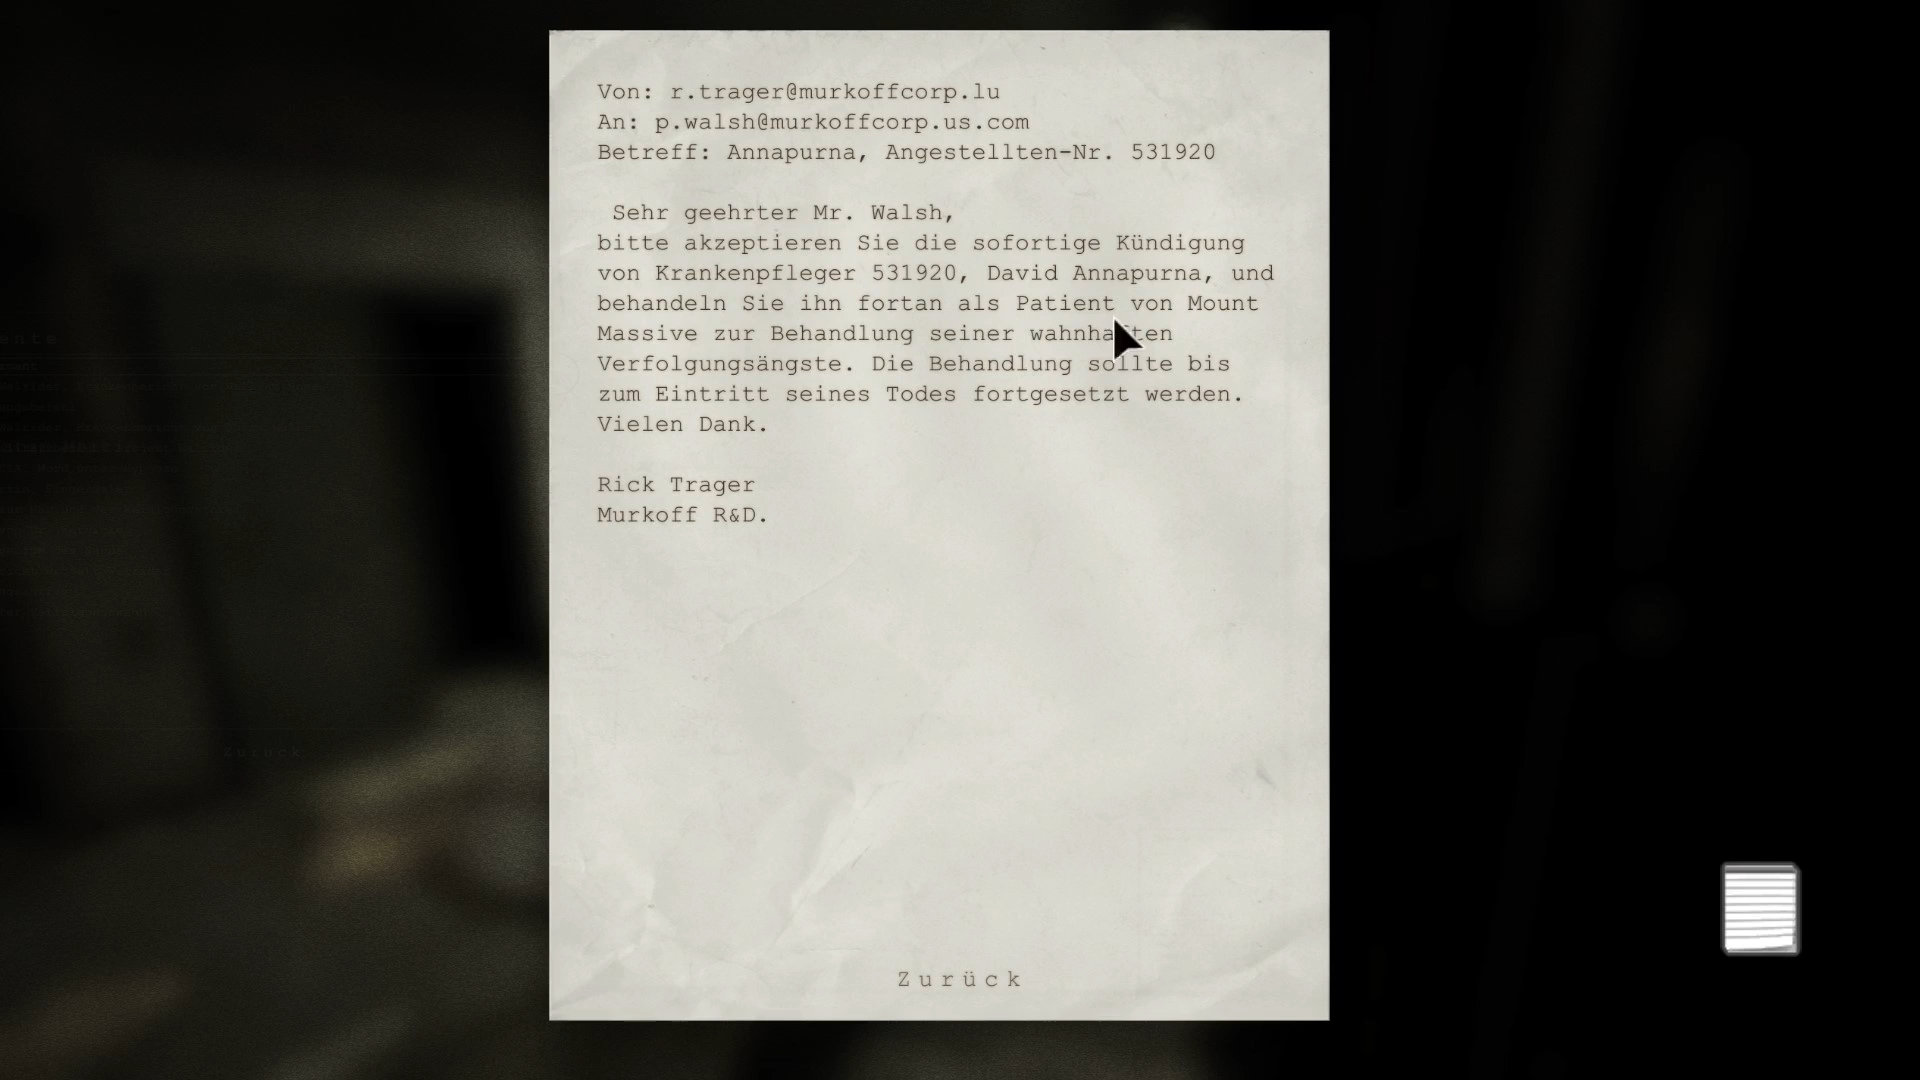 Von: r.trager@murkoffcorp.lu
An: p.walsh@murkoffcorp.us.com
Betreff: Annapurna, Angestellten-Nr. 531920
Sehr geehrter Mr. Walsh,
bitte akzeptieren Sie die sofortige Kündigung
von Krankenpfleger 531920, David Annapurna, und
behandeln Sie ihn fortan als Patient von Mount
Massive zur Behandlung seiner wahnhaften
Verfolgungsängste. Die Behandlung sollte bis
zum Eintritt seines Todes fortgesetzt werden.
Vielen Dank.
Rick Trager
Murkoff R&D.
Zurück
Zurück